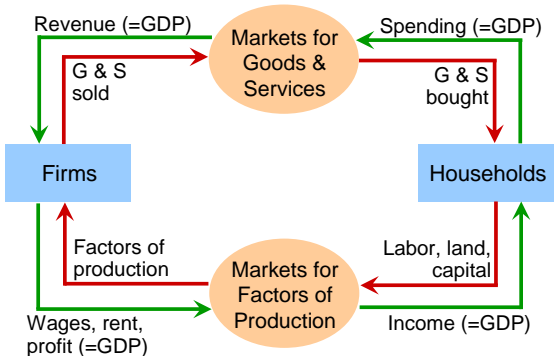 Revenue (=GDP)
Markets for
Goods &
Services
Spending (=GDP)
G & S
sold
G & S
bought
Firms
Households
Factors of
production
Markets for
Factors of
Production
Labor, land,
capital
Wages, rent,
profit (=GDP)
Income (=GDP)